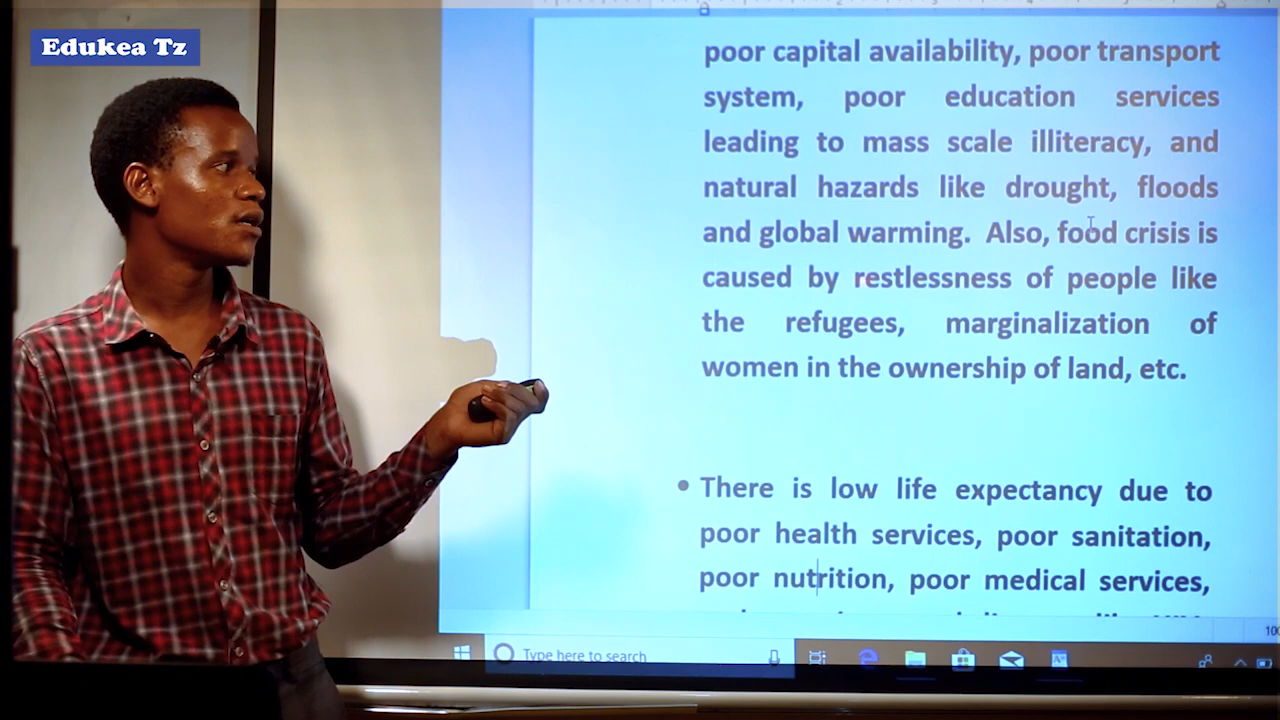 Edukea Tz
poor capital availability, poor transport
system, poor education services
leading to mass scale illiteracy, and
natural hazards like drought, floods
and global warming. Also, food crisis is
caused by restlessness of people like
the refugees, marginalization of
women in the ownership of land, etc.
• There is low life expectancy due to
poor health services, poor sanitation,
poor nutrition, poor medical services,
100
Type here to search